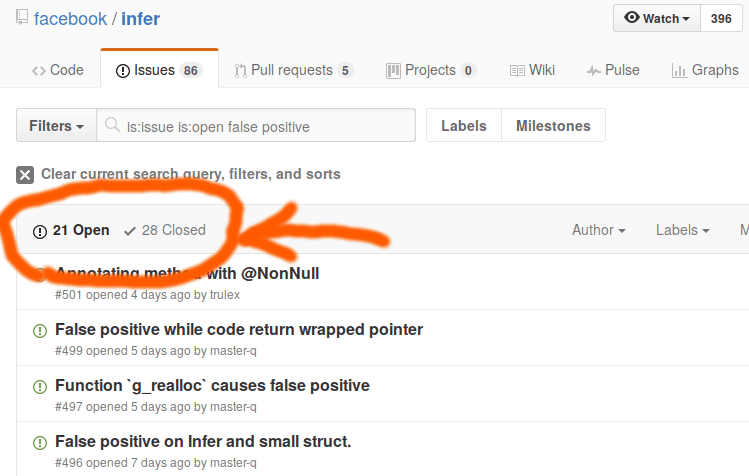 facebook / infer
Watch 396
Code Issues 86 Pull requests 5 Projects 0 Wiki Pulse Graphs
Filters is:issue is:open false positive Labels Milestones
Clear current search query, filters, and sorts
21 Open 28 Closed Author Labels M
Annotating method with @NonNull
#501 opened 4 days ago by trulex
False positive while code return wrapped pointer
#499 opened 5 days ago by master-q
Function `g_realloc` causes false positive
#497 opened 5 days ago by master-q
False positive on Infer and small struct.
#496 opened 7 days ago by master-q